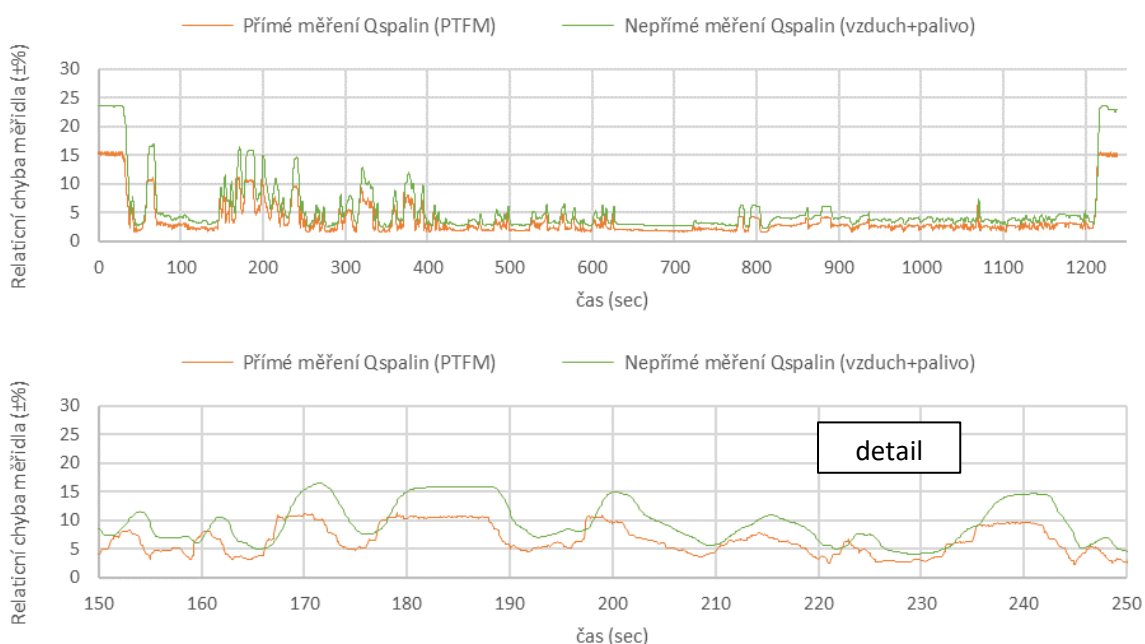 Přímé měření Qspalin (PTFM) Nepřímé měření Qspalin (vzduch+palivo)
Relatiční chyba měřidla (±%)
30
25
20
15
10
5
0
0 100 200 300 400 500 600 700 800 900 1000 1100 1200
čas (sec)
Přímé měření Qspalin (PTFM) Nepřímé měření Qspalin (vzduch+palivo)
Relatiční chyba měřidla (±%)
30
25
20
15
10
5
0
detail
150 160 170 180 190 200 210 220 230 240 250
čas (sec)